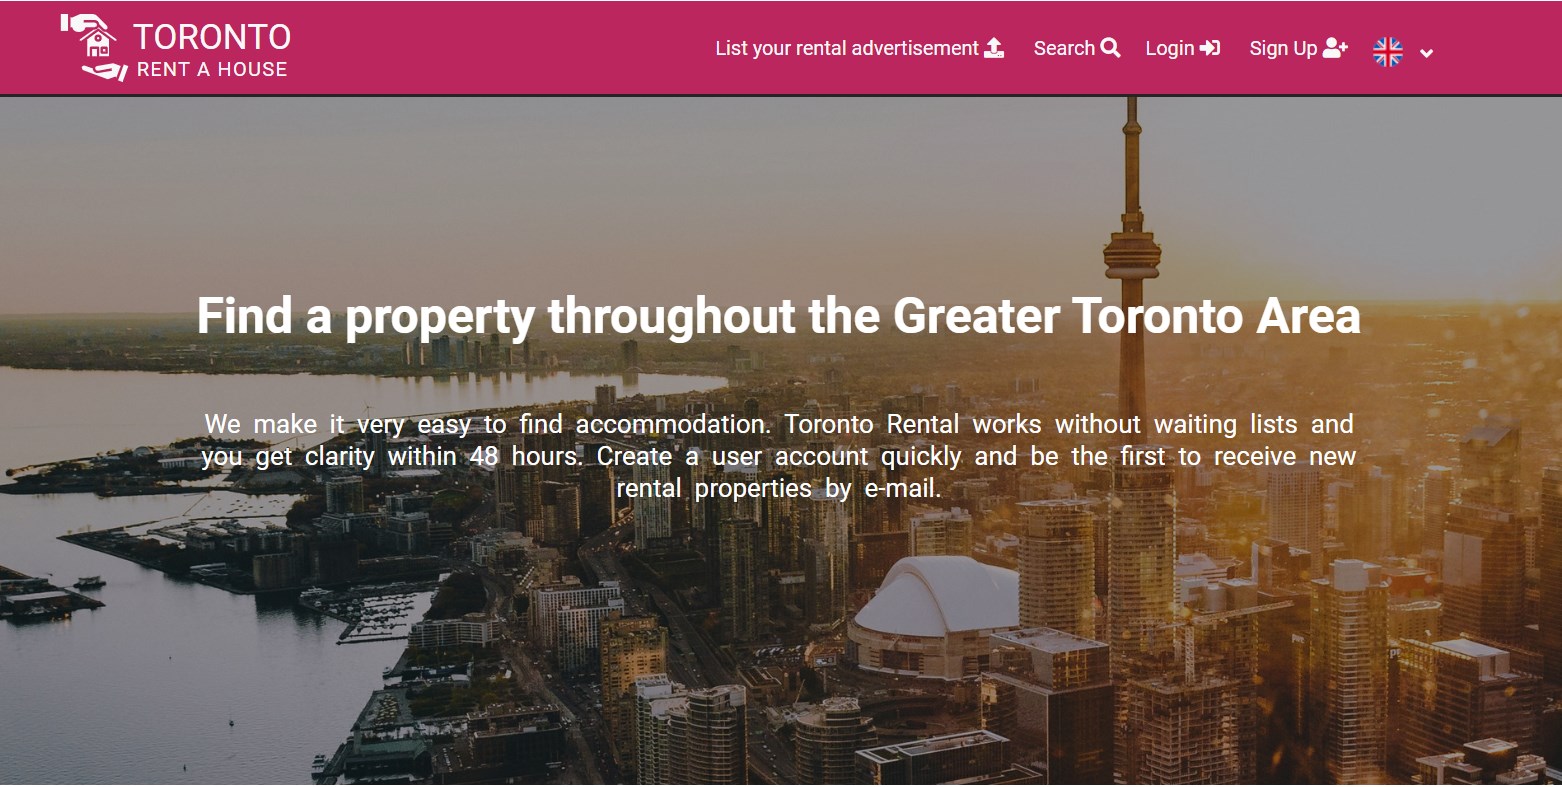 TORONTO
RENT A HOUSE
List your rental advertisement
Search
Login
Sign Up
Find a property throughout the Greater Toronto Area
We make it very easy to find accommodation. Toronto Rental works without waiting lists and
you get clarity within 48 hours. Create a user account quickly and be the first to receive new
rental properties by e-mail.